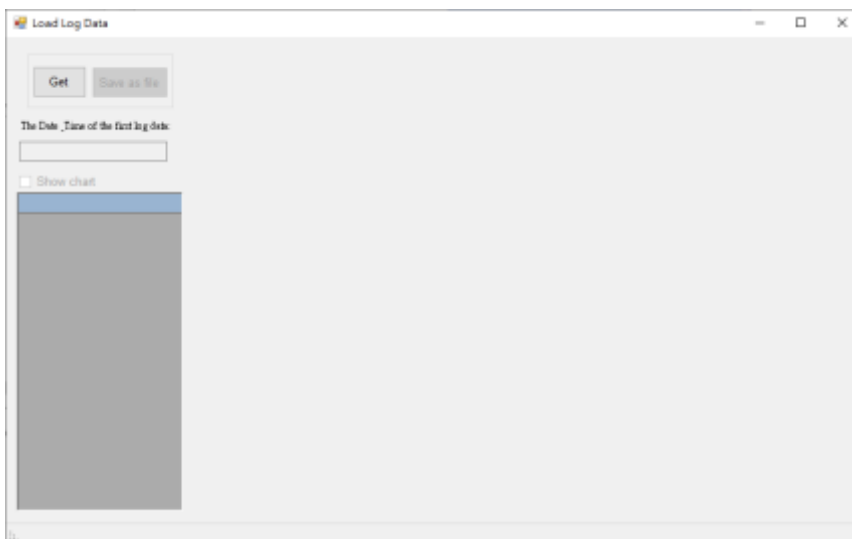 Load Log Data
Get Save as file
The Date_Time of the first log data:
Show chart